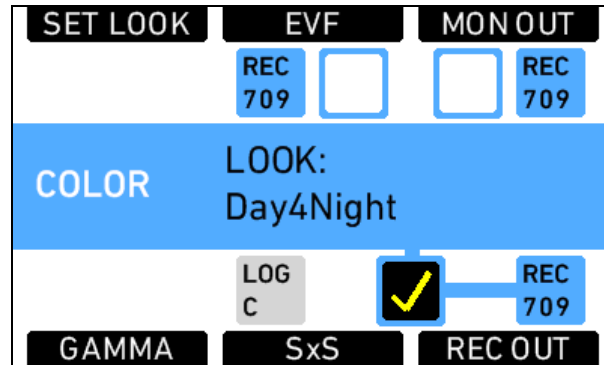 SET LOOK EVF MON OUT
REC REC
709 709
LOOK:
COLOR
Day4Night
LOG REC
C 709
GAMMA SxS REC OUT